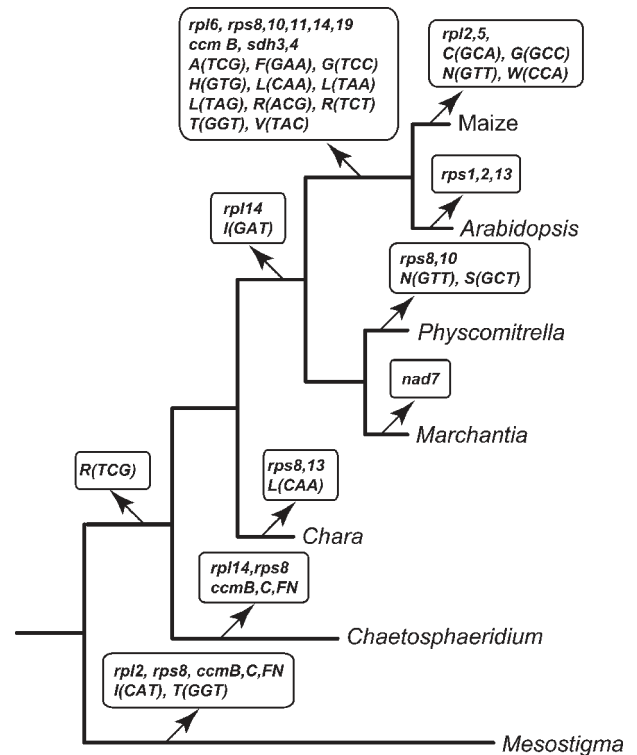 rpl6, rps8,10,11,14,19
ccm B, sdh3,4
A(TCG), F(GAA), G(TCC)
H(GTG), L(CAA), L(TAA)
L(TAG), R(ACG), R(TCT)
T(GGT), V(TAC)
rpl2,5,
C(GCA), G(GCC)
N(GTT), W(CCA)
Maize
rps1,2,13
Arabidopsis
rpl14
I(GAT)
rps8,10
N(GTT), S(GCT)
Physcomitrella
nad7
Marchantia
R(TCG)
rps8,13
L(CAA)
Chara
rpl14,rps8
ccmB,C,FN
Chaetosphaeridium
rpl2, rps8, ccmB,C,FN
I(CAT), T(GGT)
Mesostigma